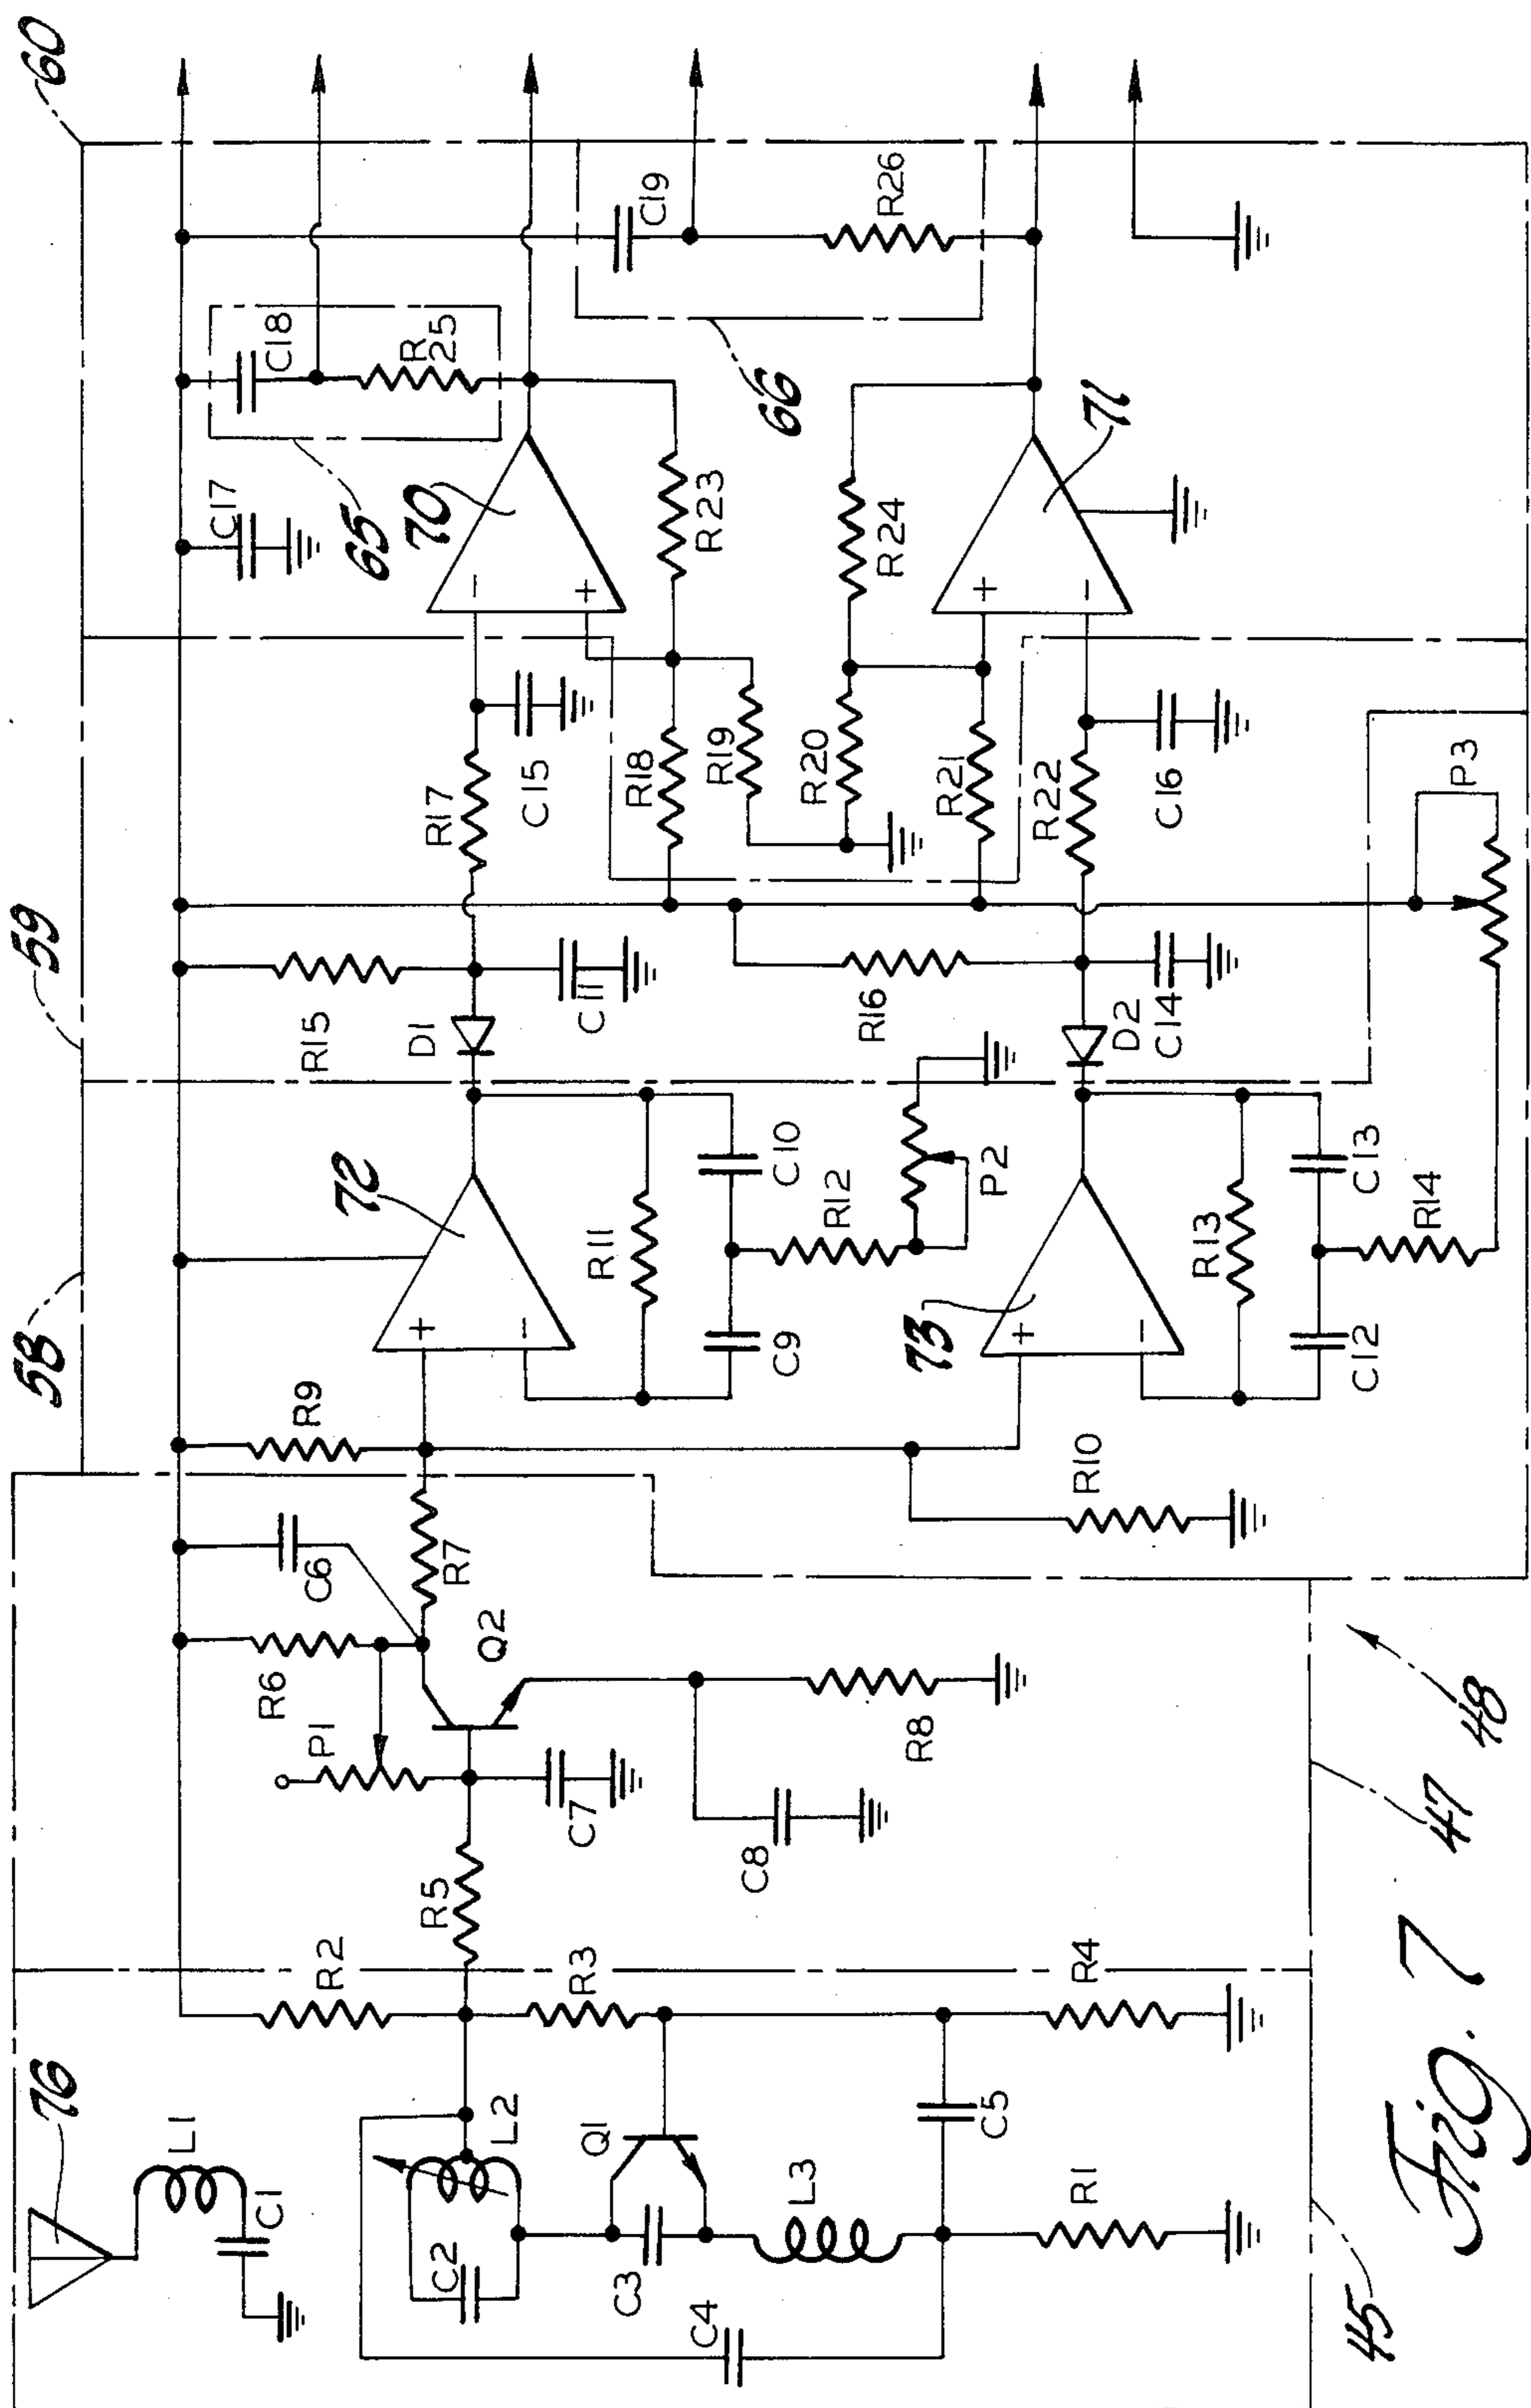 60
59
58
76
L1
C1
R2
R6
C6
R9
R15
C17
C18
R
25
65
C19
66
R26
P1
R5
Q2
R7
72
D1
C11
R17
C15
70
R23
C2
L2
R3
Q1
C7
R11
C9
C10
R18
R19
C3
L3
C4
C5
C8
R8
R12
P2
R16
R20
R21
R24
71
R4
R1
R10
73
D2
C14
R22
C16
R13
C12
C13
R14
P3
+
−
+
−
−
+
+
−
45
47
48
Fig. 7